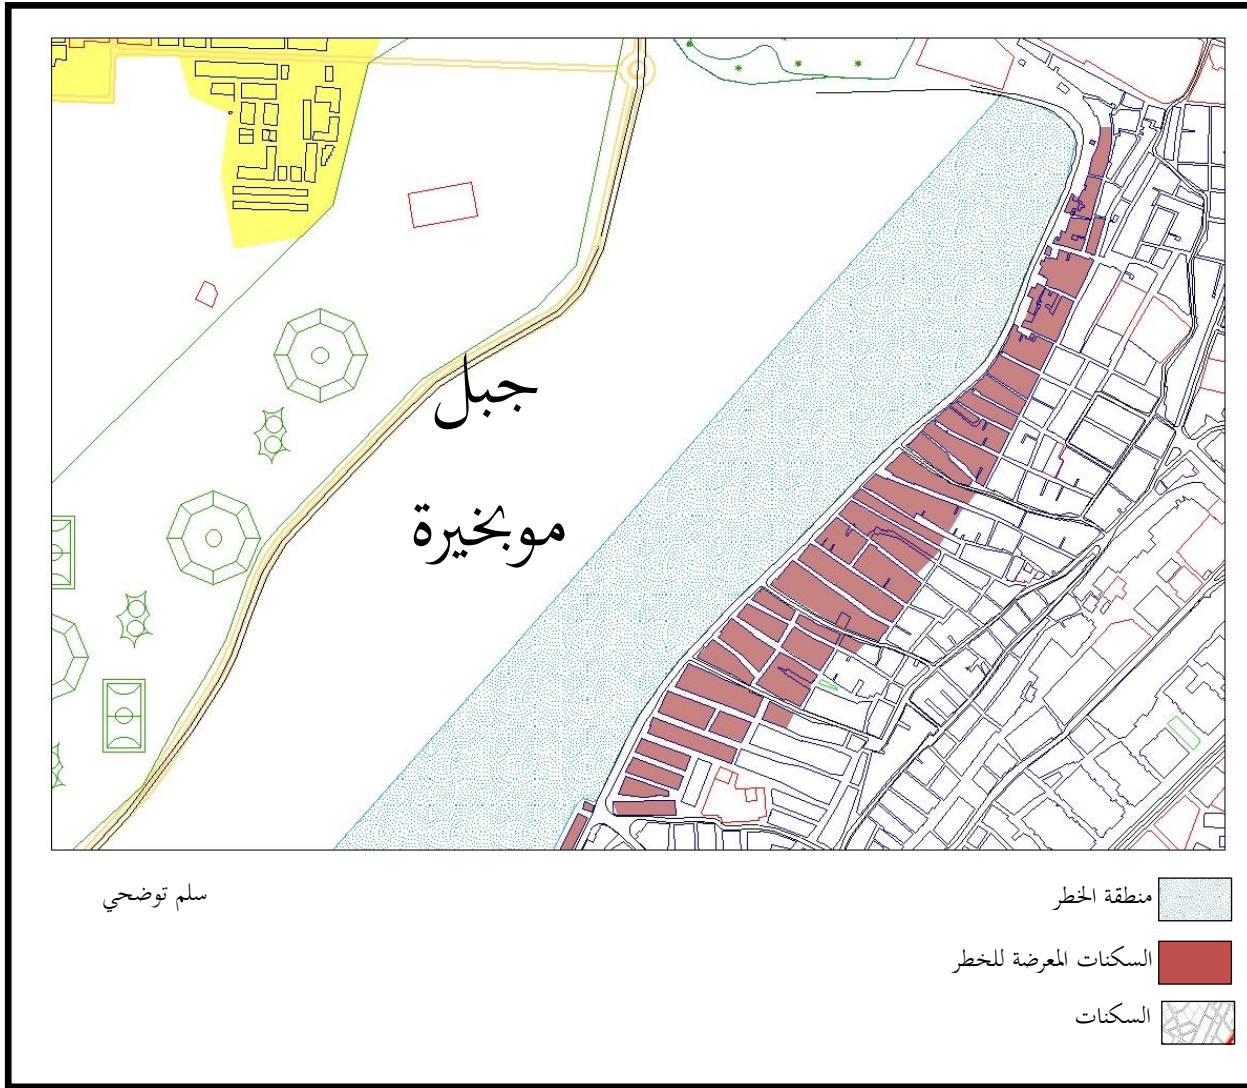 جبل
موبخيرة
منطقة الخطر
سلم توضحي
السكنات المعرضة للخطر
السكنات